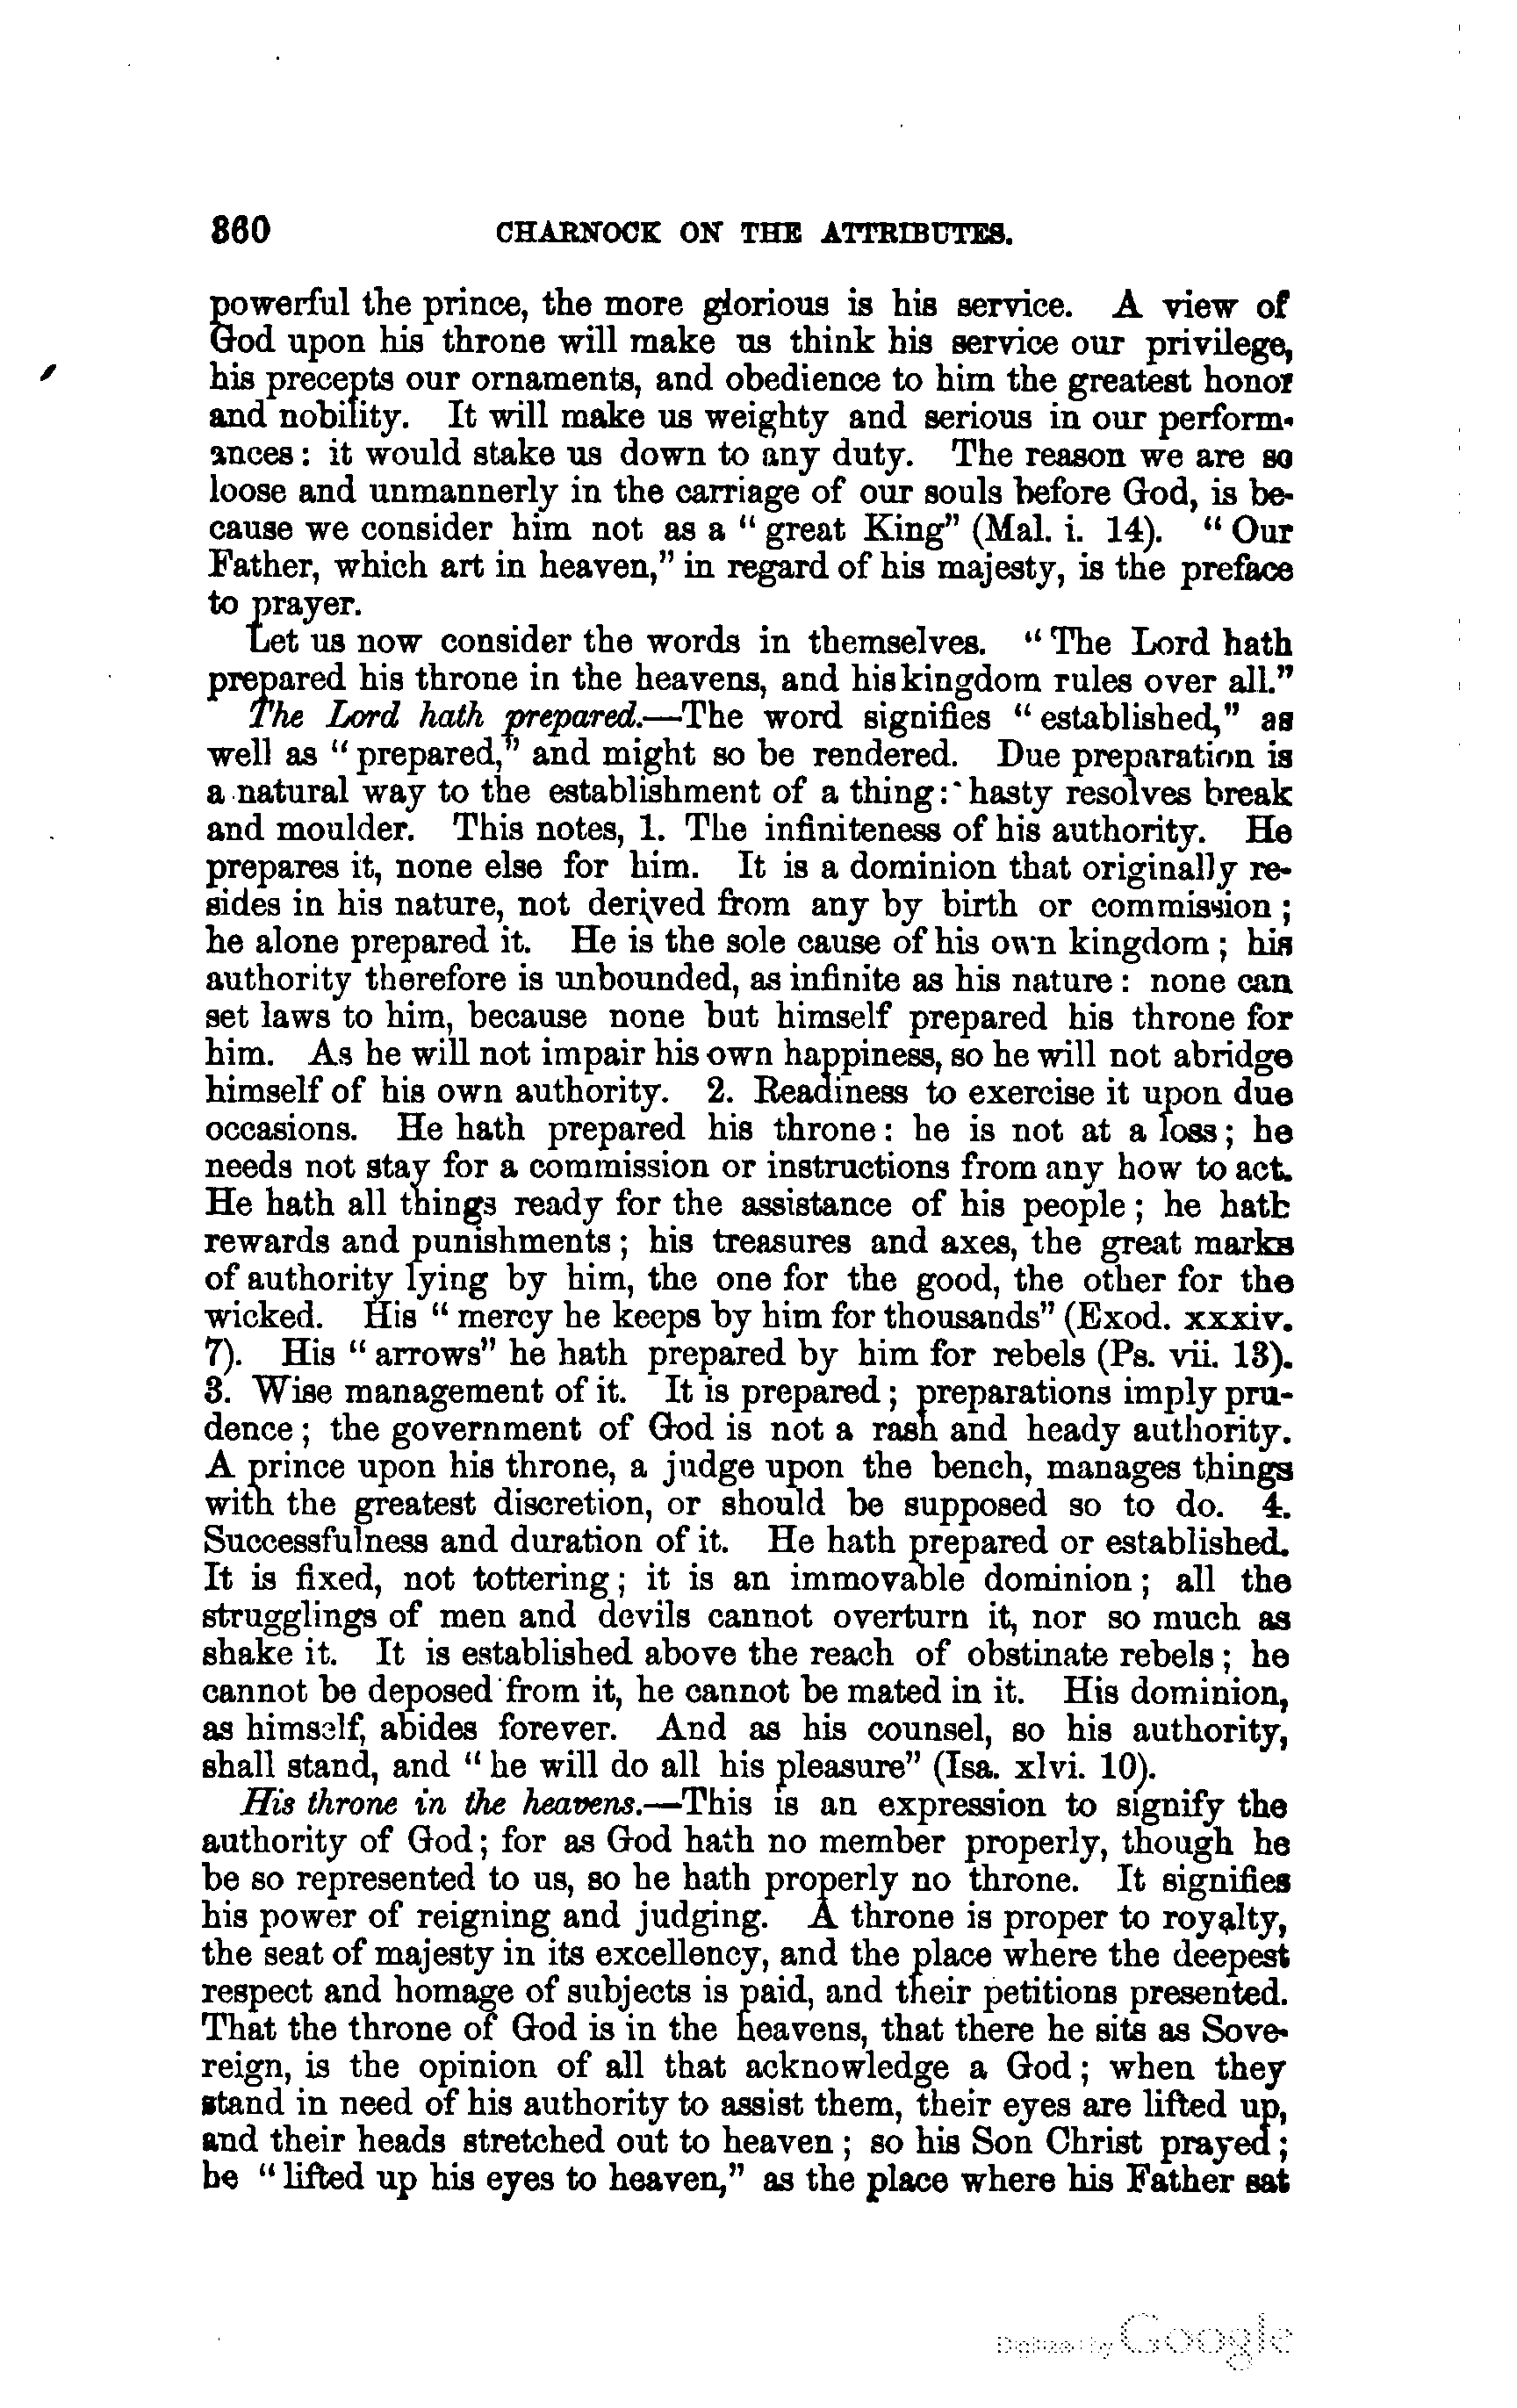 360 CHARNOCK ON THE ATTRIBUTES.
powerful the prince, the more glorious is his service. A view of
God upon his throne will make us think his service our privilege,
his precepts our ornaments, and obedience to him the greatest honor
and nobility. It will make us weighty and serious in our perform-
ances: it would stake us down to any duty. The reason we are so
loose and unmannerly in the carriage of our souls before God, is be-
cause we consider him not as a "great King" (Mal. i. 14). "Our
Father, which art in heaven," in regard of his majesty, is the preface
to prayer.
Let us now consider the words in themselves. "The Lord hath
prepared his throne in the heavens, and his kingdom rules over all."
The Lord hath prepared.—The word signifies "established," as
well as "prepared," and might so be rendered. Due preparation is
a natural way to the establishment of a thing: hasty resolves break
and moulder. This notes, 1. The infiniteness of his authority. He
prepares it, none else for him. It is a dominion that originally re-
sides in his nature, not derived from any by birth or commission;
he alone prepared it. He is the sole cause of his own kingdom; his
authority therefore is unbounded, as infinite as his nature: none can
set laws to him, because none but himself prepared his throne for
him. As he will not impair his own happiness, so he will not abridge
himself of his own authority. 2. Readiness to exercise it upon due
occasions. He hath prepared his throne: he is not at a loss; he
needs not stay for a commission or instructions from any how to act.
He hath all things ready for the assistance of his people; he hath
rewards and punishments; his treasures and axes, the great marks
of authority lying by him, the one for the good, the other for the
wicked. His "mercy he keeps by him for thousands" (Exod. xxxiv.
7). His "arrows" he hath prepared by him for rebels (Ps. vii. 13).
3. Wise management of it. It is prepared; preparations imply pru-
dence; the government of God is not a rash and heady authority.
A prince upon his throne, a judge upon the bench, manages things
with the greatest discretion, or should be supposed so to do. 4.
Successfulness and duration of it. He hath prepared or established.
It is fixed, not tottering; it is an immovable dominion; all the
strugglings of men and devils cannot overturn it, nor so much as
shake it. It is established above the reach of obstinate rebels; he
cannot be deposed from it, he cannot be mated in it. His dominion,
as himself, abides forever. And as his counsel, so his authority,
shall stand, and "he will do all his pleasure" (Isa. xlvi. 10).
His throne in the heavens.—This is an expression to signify the
authority of God; for as God hath no member properly, though he
be so represented to us, so he hath properly no throne. It signifies
his power of reigning and judging. A throne is proper to royalty,
the seat of majesty in its excellency, and the place where the deepest
respect and homage of subjects is paid, and their petitions presented.
That the throne of God is in the heavens, that there he sits as Sove-
reign, is the opinion of all that acknowledge a God; when they
stand in need of his authority to assist them, their eyes are lifted up,
and their heads stretched out to heaven; so his Son Christ prayed;
he "lifted up his eyes to heaven," as the place where his Father sat
Digitized by Google